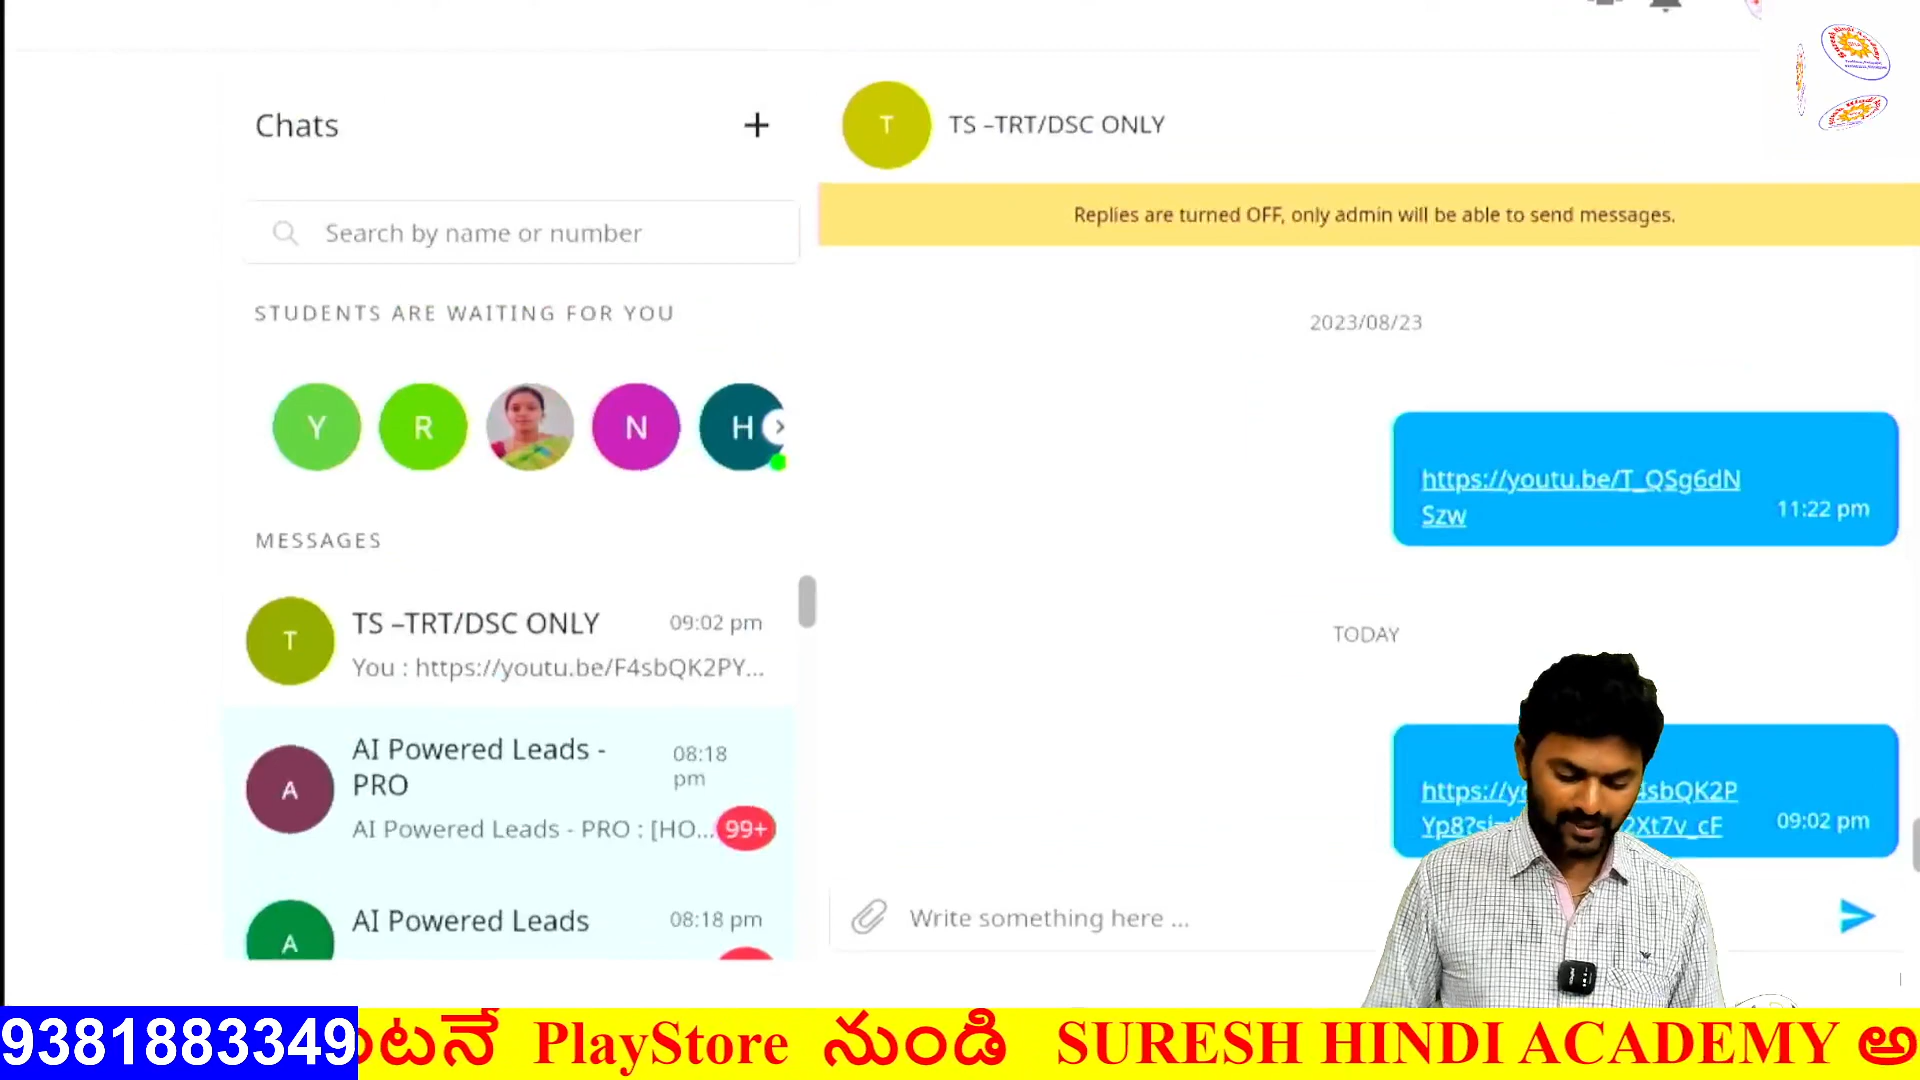 Chats
+
TS –TRT/DSC ONLY
T
Replies are turned OFF, only admin will be able to send messages.
Search by name or number
STUDENTS ARE WAITING FOR YOU
Y
R
N
H
2023/08/23
https://youtu.be/T_QSg6dN
Szw
11:22 pm
MESSAGES
T
TS –TRT/DSC ONLY
09:02 pm
You : https://youtu.be/F4sbQK2PY...
TODAY
A
AI Powered Leads -
PRO
08:18
pm
AI Powered Leads - PRO : [HO...
99+
09:02 pm
A
AI Powered Leads
08:18 pm
Write something here ...
9381883349
PlayStore నుండి SURESH HINDI ACADEMY అ